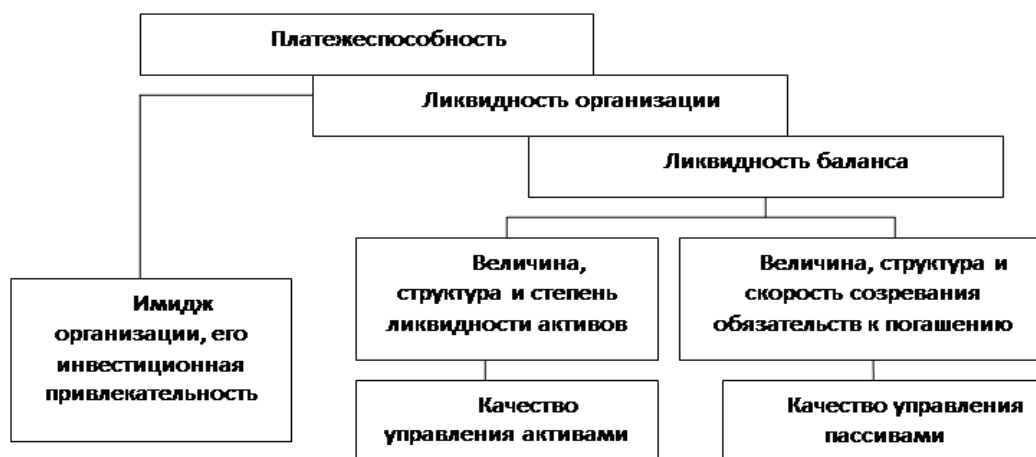 Платежеспособность
Ликвидность организации
Ликвидность баланса
Имидж
организации, его
инвестиционная
привлекательность
Величина,
структура и степень
ликвидности активов
Величина, структура и
скорость созревания
обязательств к погашению
Качество
управления активами
Качество управления
пассивами